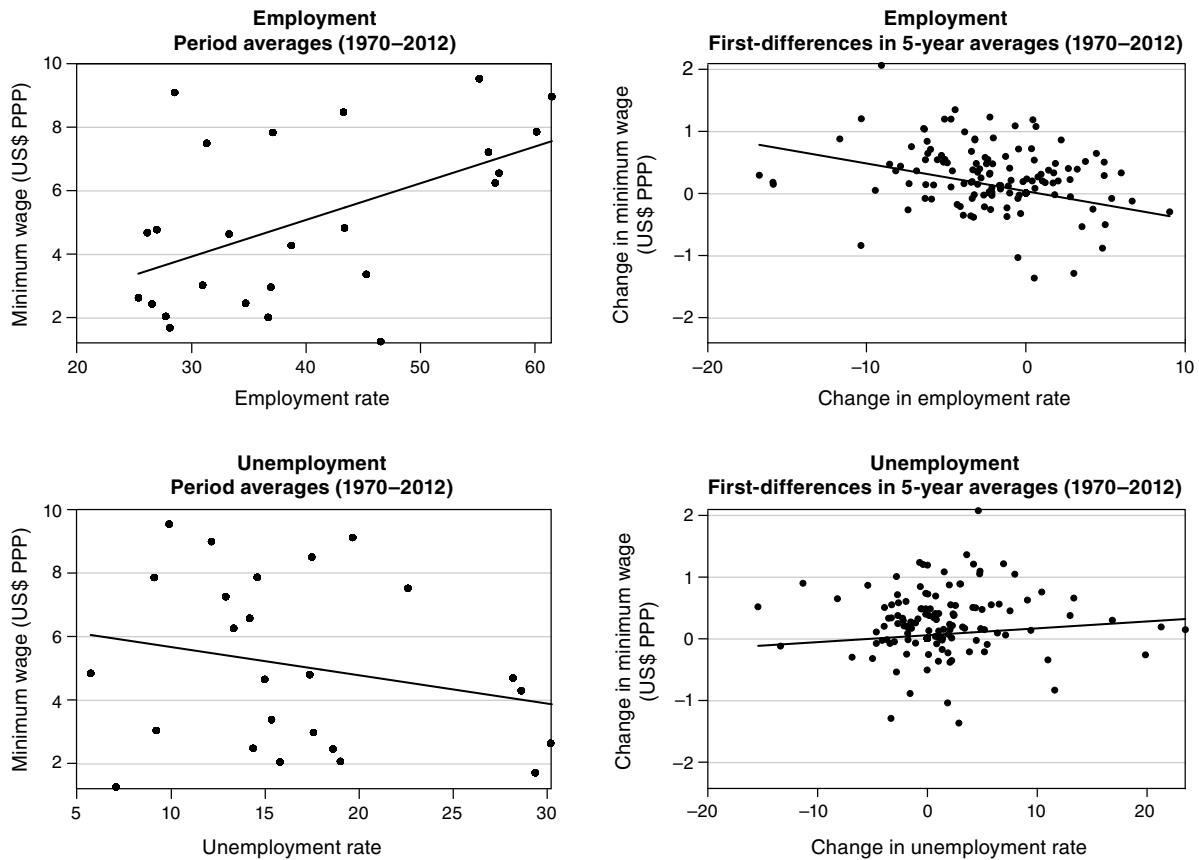 Employment
Period averages (1970–2012)
Minimum wage (US$ PPP)
10
8
6
4
2
20
30
40
50
60
Employment rate
Employment
First-differences in 5-year averages (1970–2012)
Change in minimum wage
(US$ PPP)
2
1
0
–1
–2
–20
–10
0
10
Change in employment rate
Unemployment
Period averages (1970–2012)
Minimum wage (US$ PPP)
10
8
6
4
2
5
10
15
20
25
30
Unemployment rate
Unemployment
First-differences in 5-year averages (1970–2012)
Change in minimum wage
(US$ PPP)
2
1
0
–1
–2
–20
–10
0
10
20
Change in unemployment rate